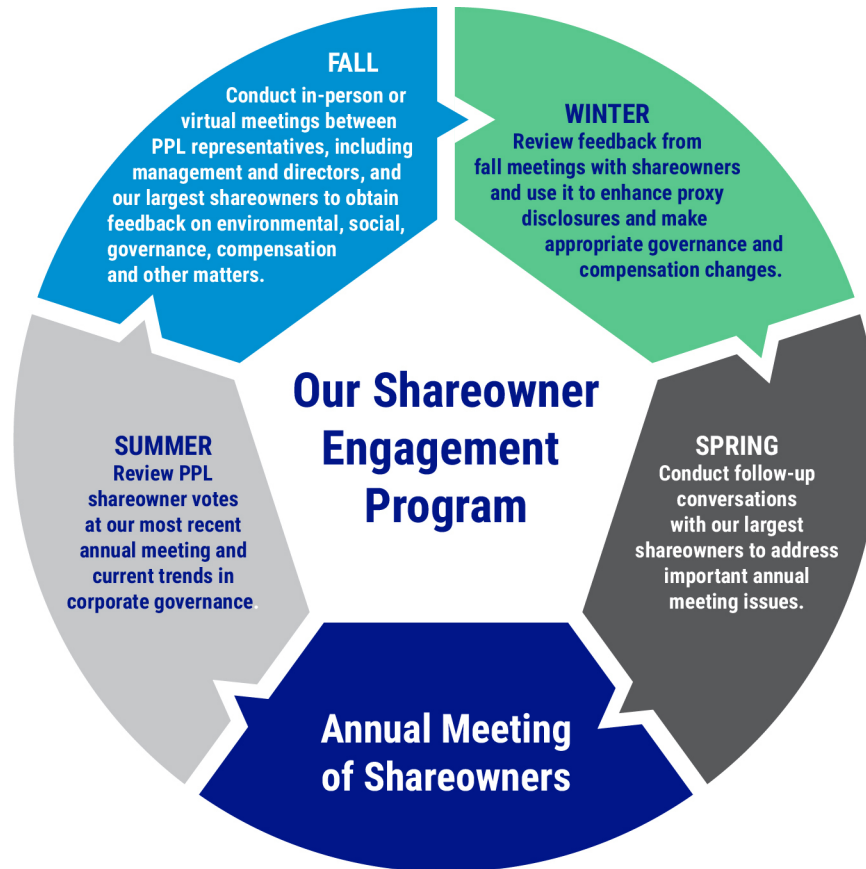 FALL
Conduct in-person or
virtual meetings between
PPL representatives, including
management and directors, and
our largest shareowners to obtain
feedback on environmental, social,
governance, compensation
and other matters.
WINTER
Review feedback from
fall meetings with shareowners
and use it to enhance proxy
disclosures and make
appropriate governance and
compensation changes.
Our Shareowner
Engagement
Program
SUMMER
Review PPL
shareowner votes
at our most recent
annual meeting and
current trends in
corporate governance.
SPRING
Conduct follow-up
conversations
with our largest
shareowners to address
important annual
meeting issues.
Annual Meeting
of Shareowners